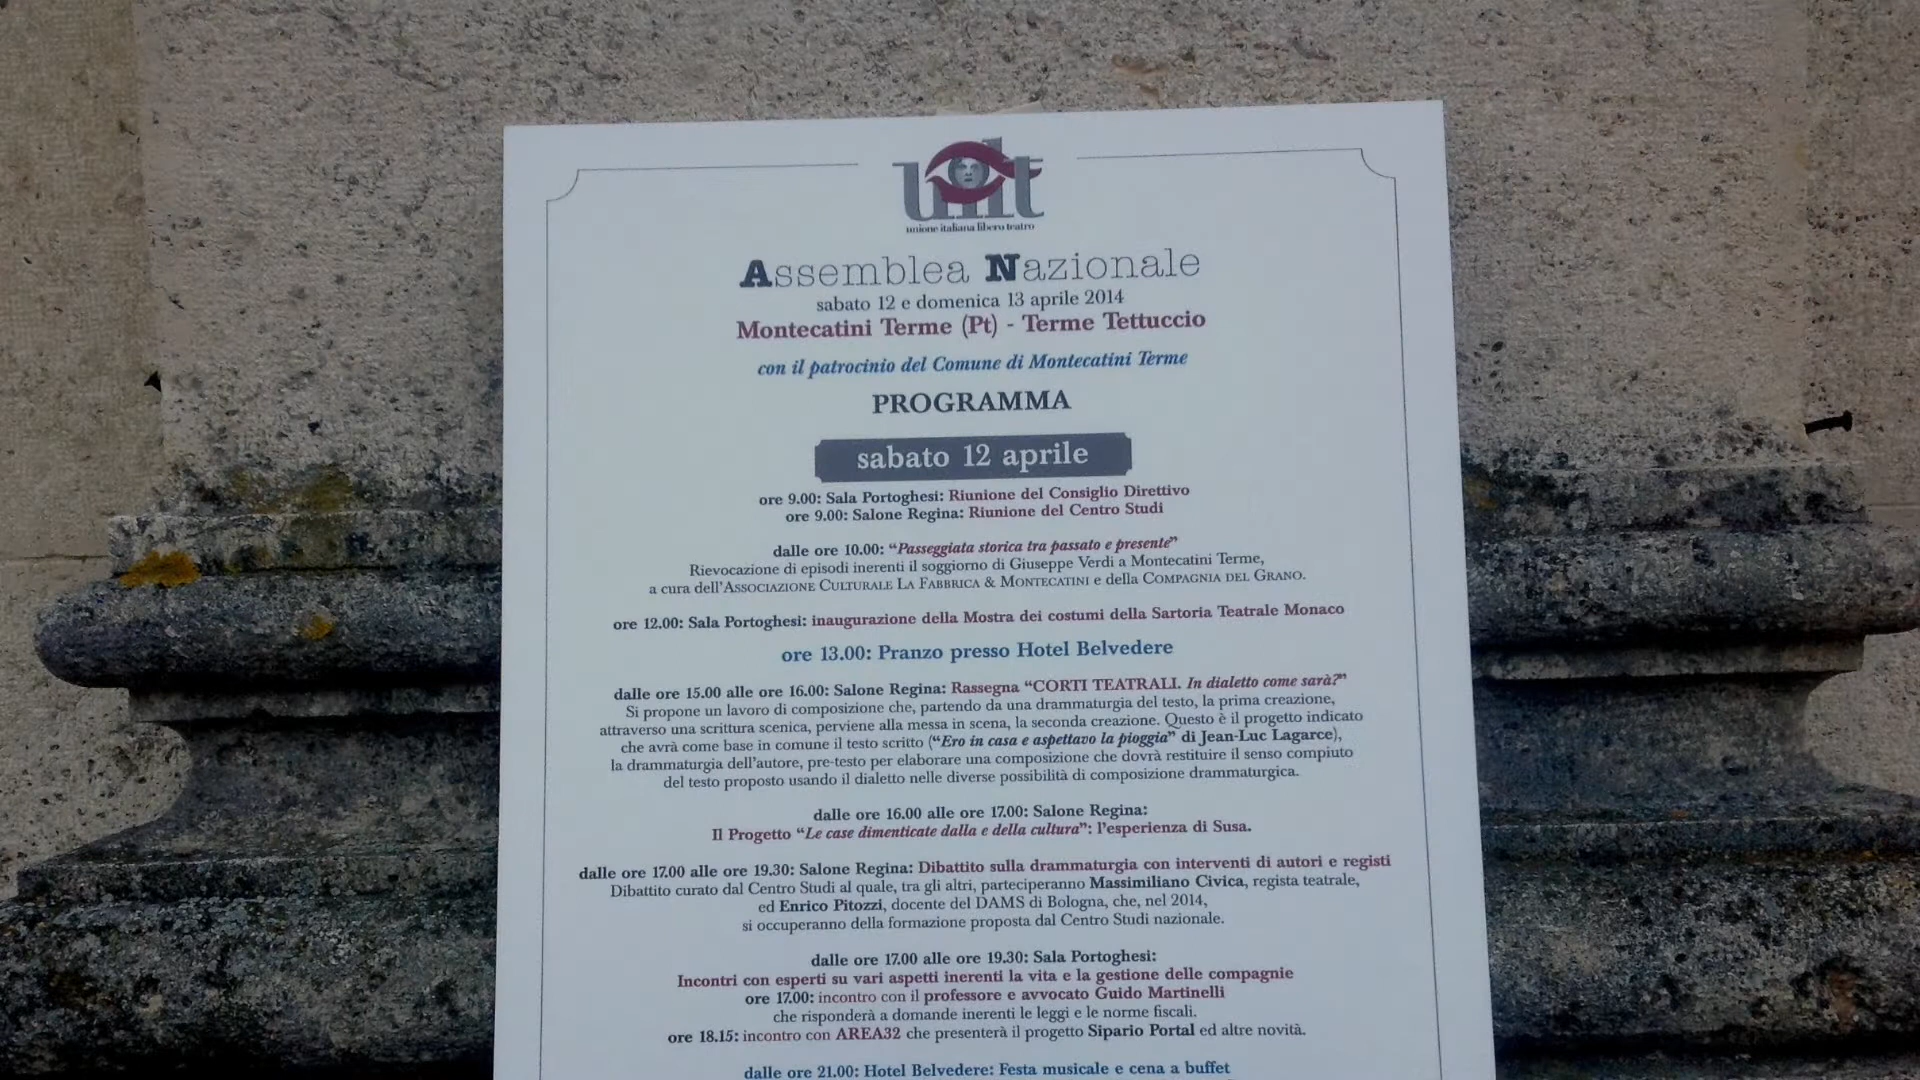 uilt
unione italiana libero teatro
Assemblea Nazionale
sabato 12 e domenica 13 aprile 2014
Montecatini Terme (Pt) - Terme Tettuccio
con il patrocinio del Comune di Montecatini Terme
PROGRAMMA
sabato 12 aprile
ore 9.00: Sala Portoghesi: Riunione del Consiglio Direttivo
ore 9.00: Salone Regina: Riunione del Centro Studi
dalle ore 10.00: “Passeggiata storica tra passato e presente”
Rievocazione di episodi inerenti il soggiorno di Giuseppe Verdi a Montecatini Terme,
a cura dell’Associazione Culturale La Fabbrica & Montecatini e della Compagnia del Grano.
ore 12.00: Sala Portoghesi: inaugurazione della Mostra dei costumi della Sartoria Teatrale Monaco
ore 13.00: Pranzo presso Hotel Belvedere
dalle ore 15.00 alle ore 16.00: Salone Regina: Rassegna “CORTI TEATRALI. In dialetto come sarà?”
Si propone un lavoro di composizione che, partendo da una drammaturgia del testo, la prima creazione,
attraverso una scrittura scenica, perviene alla messa in scena, la seconda creazione. Questo è il progetto indicato
che avrà come base in comune il testo scritto (“Ero in casa e aspettavo la pioggia” di Jean-Luc Lagarce),
la drammaturgia dell’autore, pre-testo per elaborare una composizione che dovrà restituire il senso compiuto
del testo proposto usando il dialetto nelle diverse possibilità di composizione drammaturgica.
dalle ore 16.00 alle ore 17.00: Salone Regina:
Il Progetto “Le case dimenticate dalla e della cultura”: l’esperienza di Susa.
dalle ore 17.00 alle ore 19.30: Salone Regina: Dibattito sulla drammaturgia con interventi di autori e registi
Dibattito curato dal Centro Studi al quale, tra gli altri, parteciperanno Massimiliano Civica, regista teatrale,
ed Enrico Pitozzi, docente del DAMS di Bologna, che, nel 2014,
si occuperanno della formazione proposta dal Centro Studi nazionale.
dalle ore 17.00 alle ore 19.30: Sala Portoghesi:
Incontri con esperti su vari aspetti inerenti la vita e la gestione delle compagnie
ore 17.00: incontro con il professore e avvocato Guido Martinelli
che risponderà a domande inerenti le leggi e le norme fiscali.
ore 18.15: incontro con AREA32 che presenterà il progetto Sipario Portal ed altre novità.
dalle ore 21.00: Hotel Belvedere: Festa musicale e cena a buffet